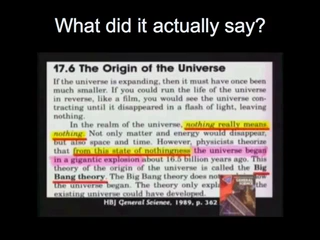 What did it actually say?
17.6 The Origin of the Universe
If the universe is expanding, then it must have once been
much smaller. If you could run the life of the universe
in reverse, like a film, you would see the universe con-
tracting until it disappeared in a flash of light, leaving
nothing.
In the realm of the universe, nothing really means
nothing. Not only matter and energy would disappear,
but also space and time. However, physicists theorize
that from this state of nothingness the universe began
in a gigantic explosion about 16.5 billion years ago. This
theory of the origin of the universe is called the Big
Bang theory. The Big Bang theory does not
the universe began. The theory only
existing universe could have developed.
HBJ General Science, 1989, p. 362